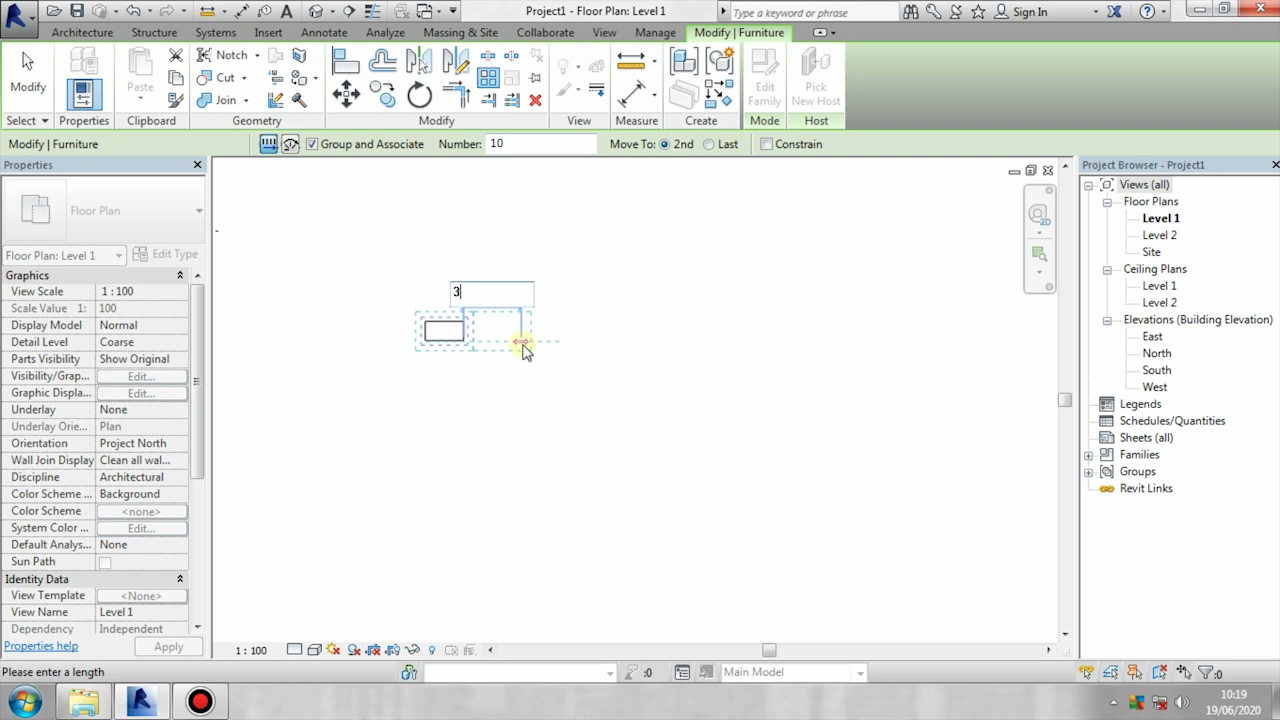 Project1 - Floor Plan: Level 1
Type a keyword or phrase
Sign In
Architecture Structure Systems Insert Annotate Analyze Massing & Site Collaborate View Manage Modify | Furniture
Modify
Paste
Notch
Cut
Join
Edit Family
Pick New Host
Select Properties Clipboard Geometry Modify View Measure Create Mode Host
Modify | Furniture
Group and Associate Number: 10 Move To: 2nd Last Constrain
Properties
Floor Plan
Floor Plan: Level 1 Edit Type
Graphics
View Scale 1 : 100
Scale Value 1: 100
Display Model Normal
Detail Level Coarse
Parts Visibility Show Original
Visibility/Grap... Edit...
Graphic Displa... Edit...
Underlay None
Underlay Orie... Plan
Orientation Project North
Wall Join Display Clean all wal...
Discipline Architectural
Color Scheme ... Background
Color Scheme <none>
System Color ... Edit...
Default Analys... None
Sun Path
Identity Data
View Template <None>
View Name Level 1
Dependency Independent
Properties help Apply
3
2D
Project Browser - Project1
Views (all)
Floor Plans
Level 1
Level 2
Site
Ceiling Plans
Level 1
Level 2
Elevations (Building Elevation)
East
North
South
West
Legends
Schedules/Quantities
Sheets (all)
Families
Groups
Revit Links
1 : 100
Please enter a length
:0
Main Model
:0
10:19
19/06/2020